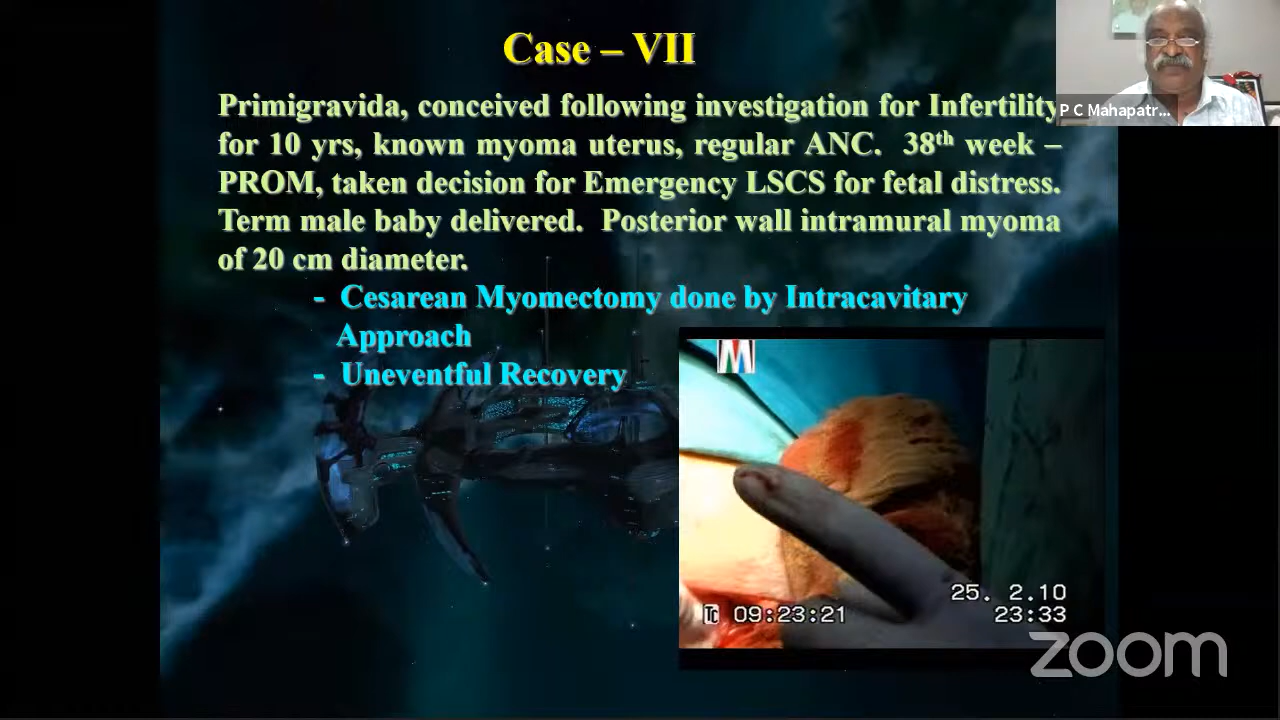 Case – VII
P C Mahapatr...
Primigravida, conceived following investigation for Infertility
for 10 yrs, known myoma uterus, regular ANC. 38th week –
PROM, taken decision for Emergency LSCS for fetal distress.
Term male baby delivered. Posterior wall intramural myoma
of 20 cm diameter.
- Cesarean Myomectomy done by Intracavitary
Approach
- Uneventful Recovery
M
25. 2.10
TC 09:23:21 23:33
zoom